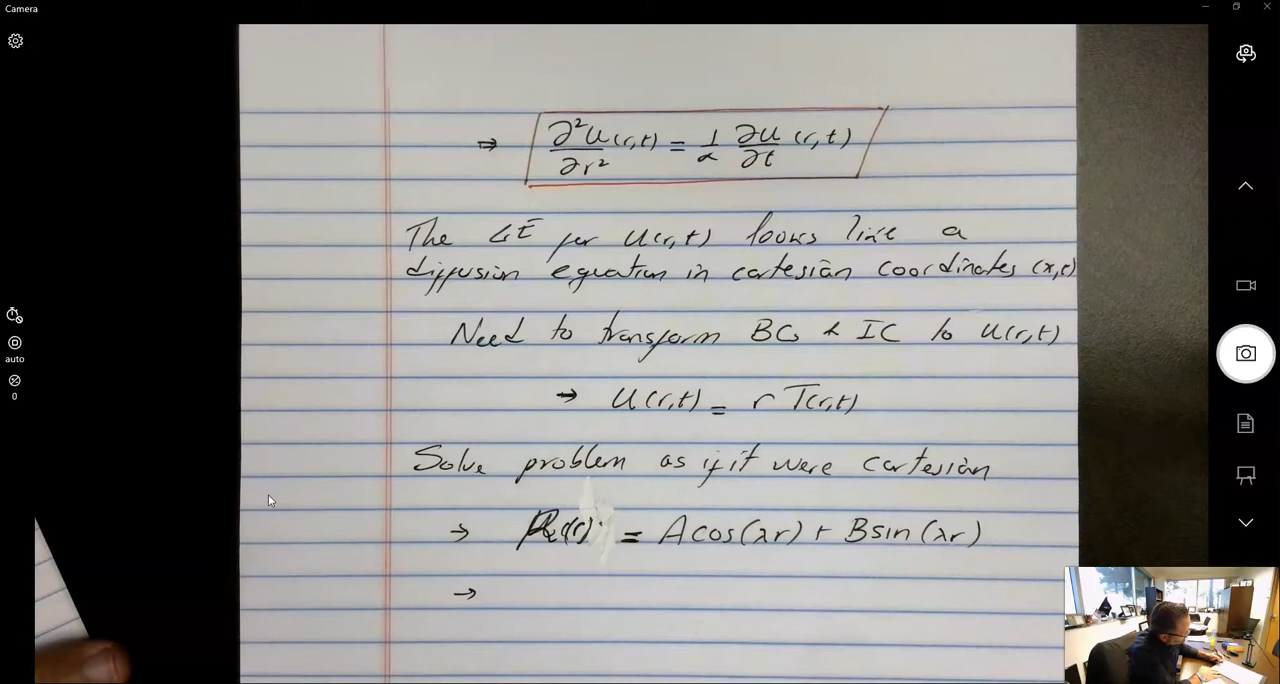 Camera
⇒ ∂²U(r,t)/∂r² = 1/α ∂U/∂t (r,t)
The GE for U(r,t) looks like a
diffusion equation in cartesian coordinates (x,t)
Need to transform BCs & IC to U(r,t)
→ U(r,t) = r T(r,t)
Solve problem as if it were cartesian
→ (r) = A cos(λr) + B sin(λr)
→
auto
0